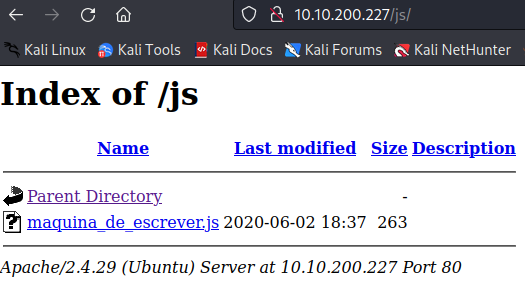 10.10.200.227/js/
Kali Linux Kali Tools Kali Docs Kali Forums Kali NetHunter
Index of /js
Name Last modified Size Description
Parent Directory -
maquina_de_escrever.js 2020-06-02 18:37 263
Apache/2.4.29 (Ubuntu) Server at 10.10.200.227 Port 80